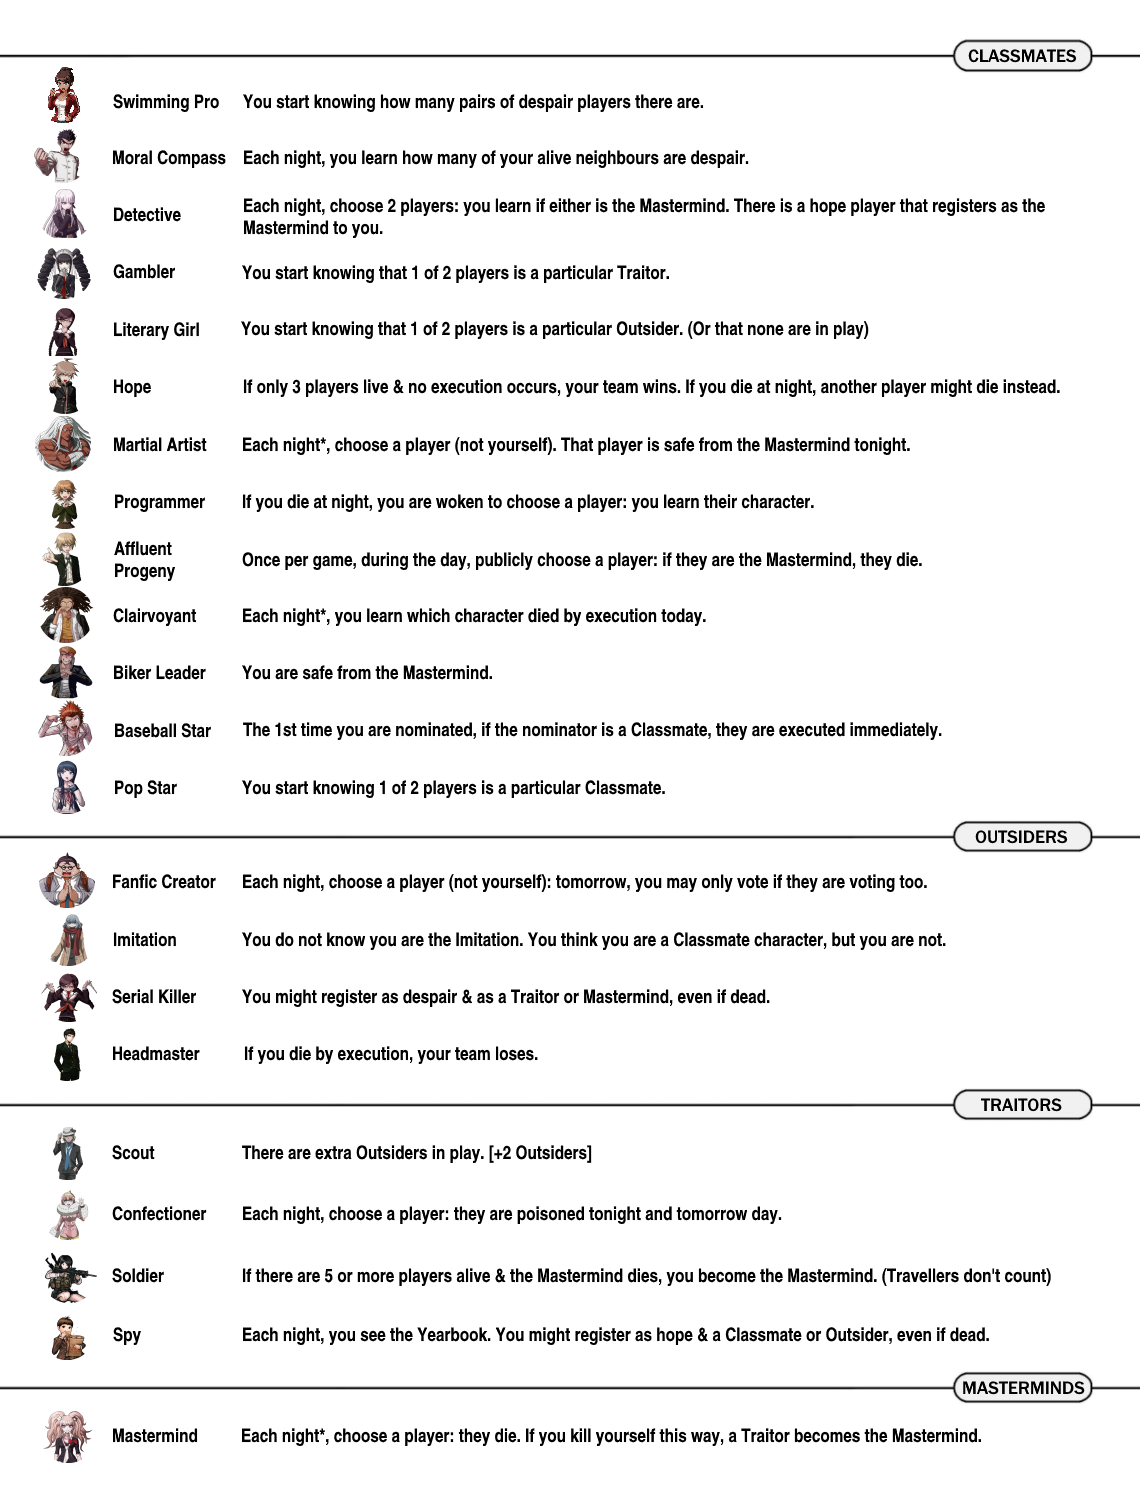 CLASSMATES
Swimming Pro You start knowing how many pairs of despair players there are.
Moral Compass Each night, you learn how many of your alive neighbours are despair.
Detective Each night, choose 2 players: you learn if either is the Mastermind. There is a hope player that registers as the
Mastermind to you.
Gambler You start knowing that 1 of 2 players is a particular Traitor.
Literary Girl You start knowing that 1 of 2 players is a particular Outsider. (Or that none are in play)
Hope If only 3 players live & no execution occurs, your team wins. If you die at night, another player might die instead.
Martial Artist Each night*, choose a player (not yourself). That player is safe from the Mastermind tonight.
Programmer If you die at night, you are woken to choose a player: you learn their character.
Affluent
Progeny Once per game, during the day, publicly choose a player: if they are the Mastermind, they die.
Clairvoyant Each night*, you learn which character died by execution today.
Biker Leader You are safe from the Mastermind.
Baseball Star The 1st time you are nominated, if the nominator is a Classmate, they are executed immediately.
Pop Star You start knowing 1 of 2 players is a particular Classmate.
OUTSIDERS
Fanfic Creator Each night, choose a player (not yourself): tomorrow, you may only vote if they are voting too.
Imitation You do not know you are the Imitation. You think you are a Classmate character, but you are not.
Serial Killer You might register as despair & as a Traitor or Mastermind, even if dead.
Headmaster If you die by execution, your team loses.
TRAITORS
Scout There are extra Outsiders in play. [+2 Outsiders]
Confectioner Each night, choose a player: they are poisoned tonight and tomorrow day.
Soldier If there are 5 or more players alive & the Mastermind dies, you become the Mastermind. (Travellers don't count)
Spy Each night, you see the Yearbook. You might register as hope & a Classmate or Outsider, even if dead.
MASTERMINDS
Mastermind Each night*, choose a player: they die. If you kill yourself this way, a Traitor becomes the Mastermind.